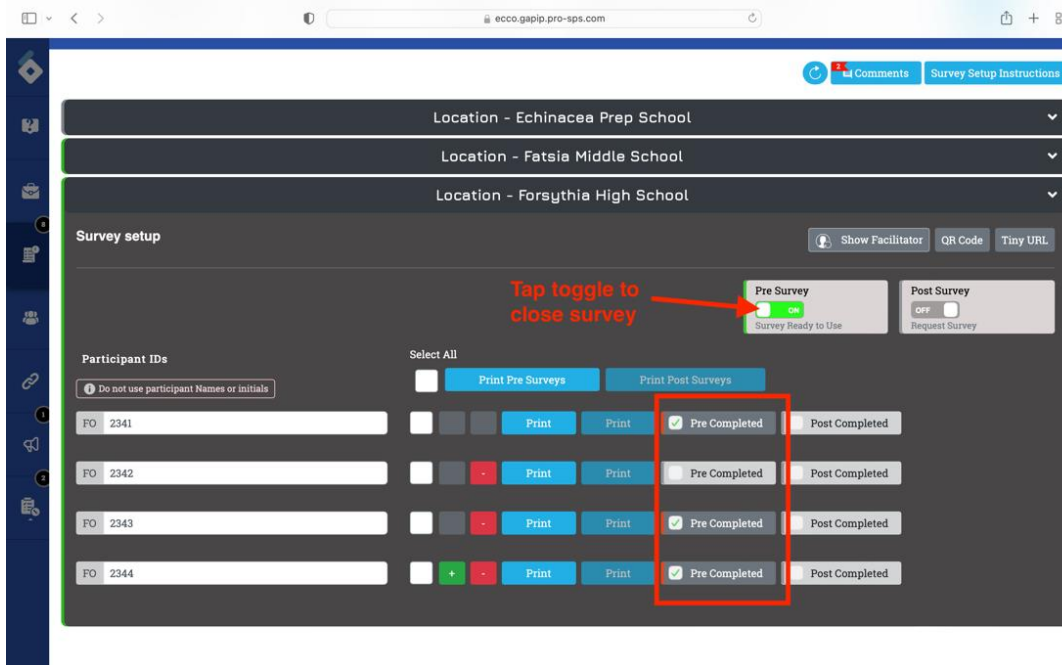 ecco.gapip.pro-sps.com
2 Comments Survey Setup Instructions
Location - Echinacea Prep School
Location - Fatsia Middle School
Location - Forsythia High School
8
Survey setup Show Facilitator QR Code Tiny URL
Tap toggle to
close survey
Pre Survey Post Survey
ON OFF
Survey Ready to Use Request Survey
Participant IDs Select All
Do not use participant Names or initials Print Pre Surveys Print Post Surveys
1
FO 2341 Print Print Pre Completed Post Completed
2
FO 2342 - Print Print Pre Completed Post Completed
FO 2343 - Print Print Pre Completed Post Completed
FO 2344 + - Print Print Pre Completed Post Completed